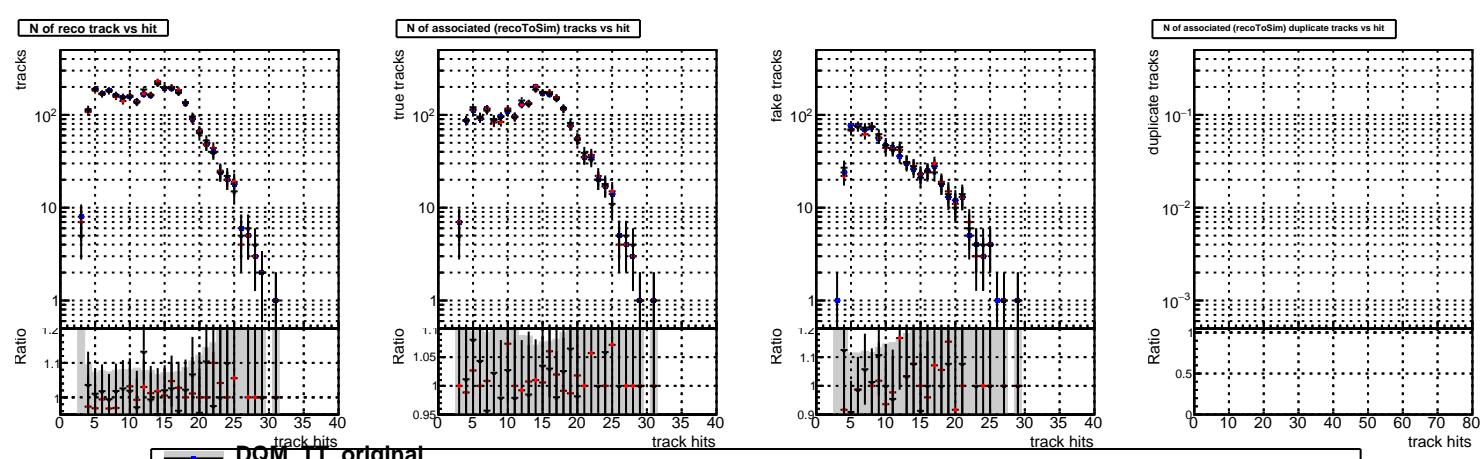 N of reco track vs hit
tracks
10²
10
1
Ratio
1.2
1.1
1
0 5 10 15 20 25 30 35 40
track hits
N of associated (recoToSim) tracks vs hit
true tracks
10²
10
1
Ratio
1.1
1.05
1
0.95
0 5 10 15 20 25 30 35 40
track hits
fake tracks
10²
10
1
Ratio
1.2
1.1
1
0.9
0 5 10 15 20 25 30 35 40
track hits
N of associated (recoToSim) duplicate tracks vs hit
duplicate tracks
10⁻¹
10⁻²
10⁻³
Ratio
1
0.5
0
0 10 20 30 40 50 60 70 80
track hits
DQM_TT_original